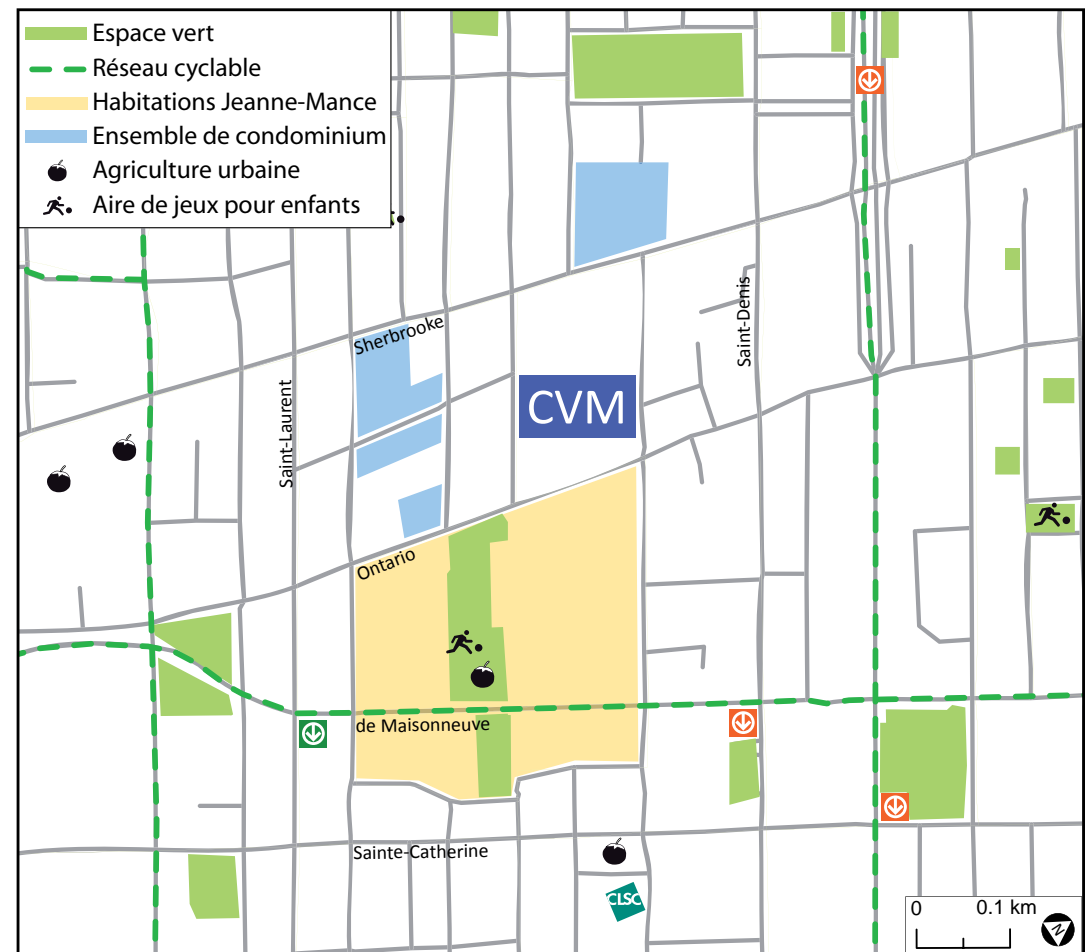 Espace vert
Réseau cyclable
Habitations Jeanne-Mance
Ensemble de condominium
Agriculture urbaine
Aire de jeux pour enfants
Sherbrooke
Saint-Denis
Saint-Laurent
CVM
Ontario
de Maisonneuve
Sainte-Catherine
CLSC
0 0.1 km
N